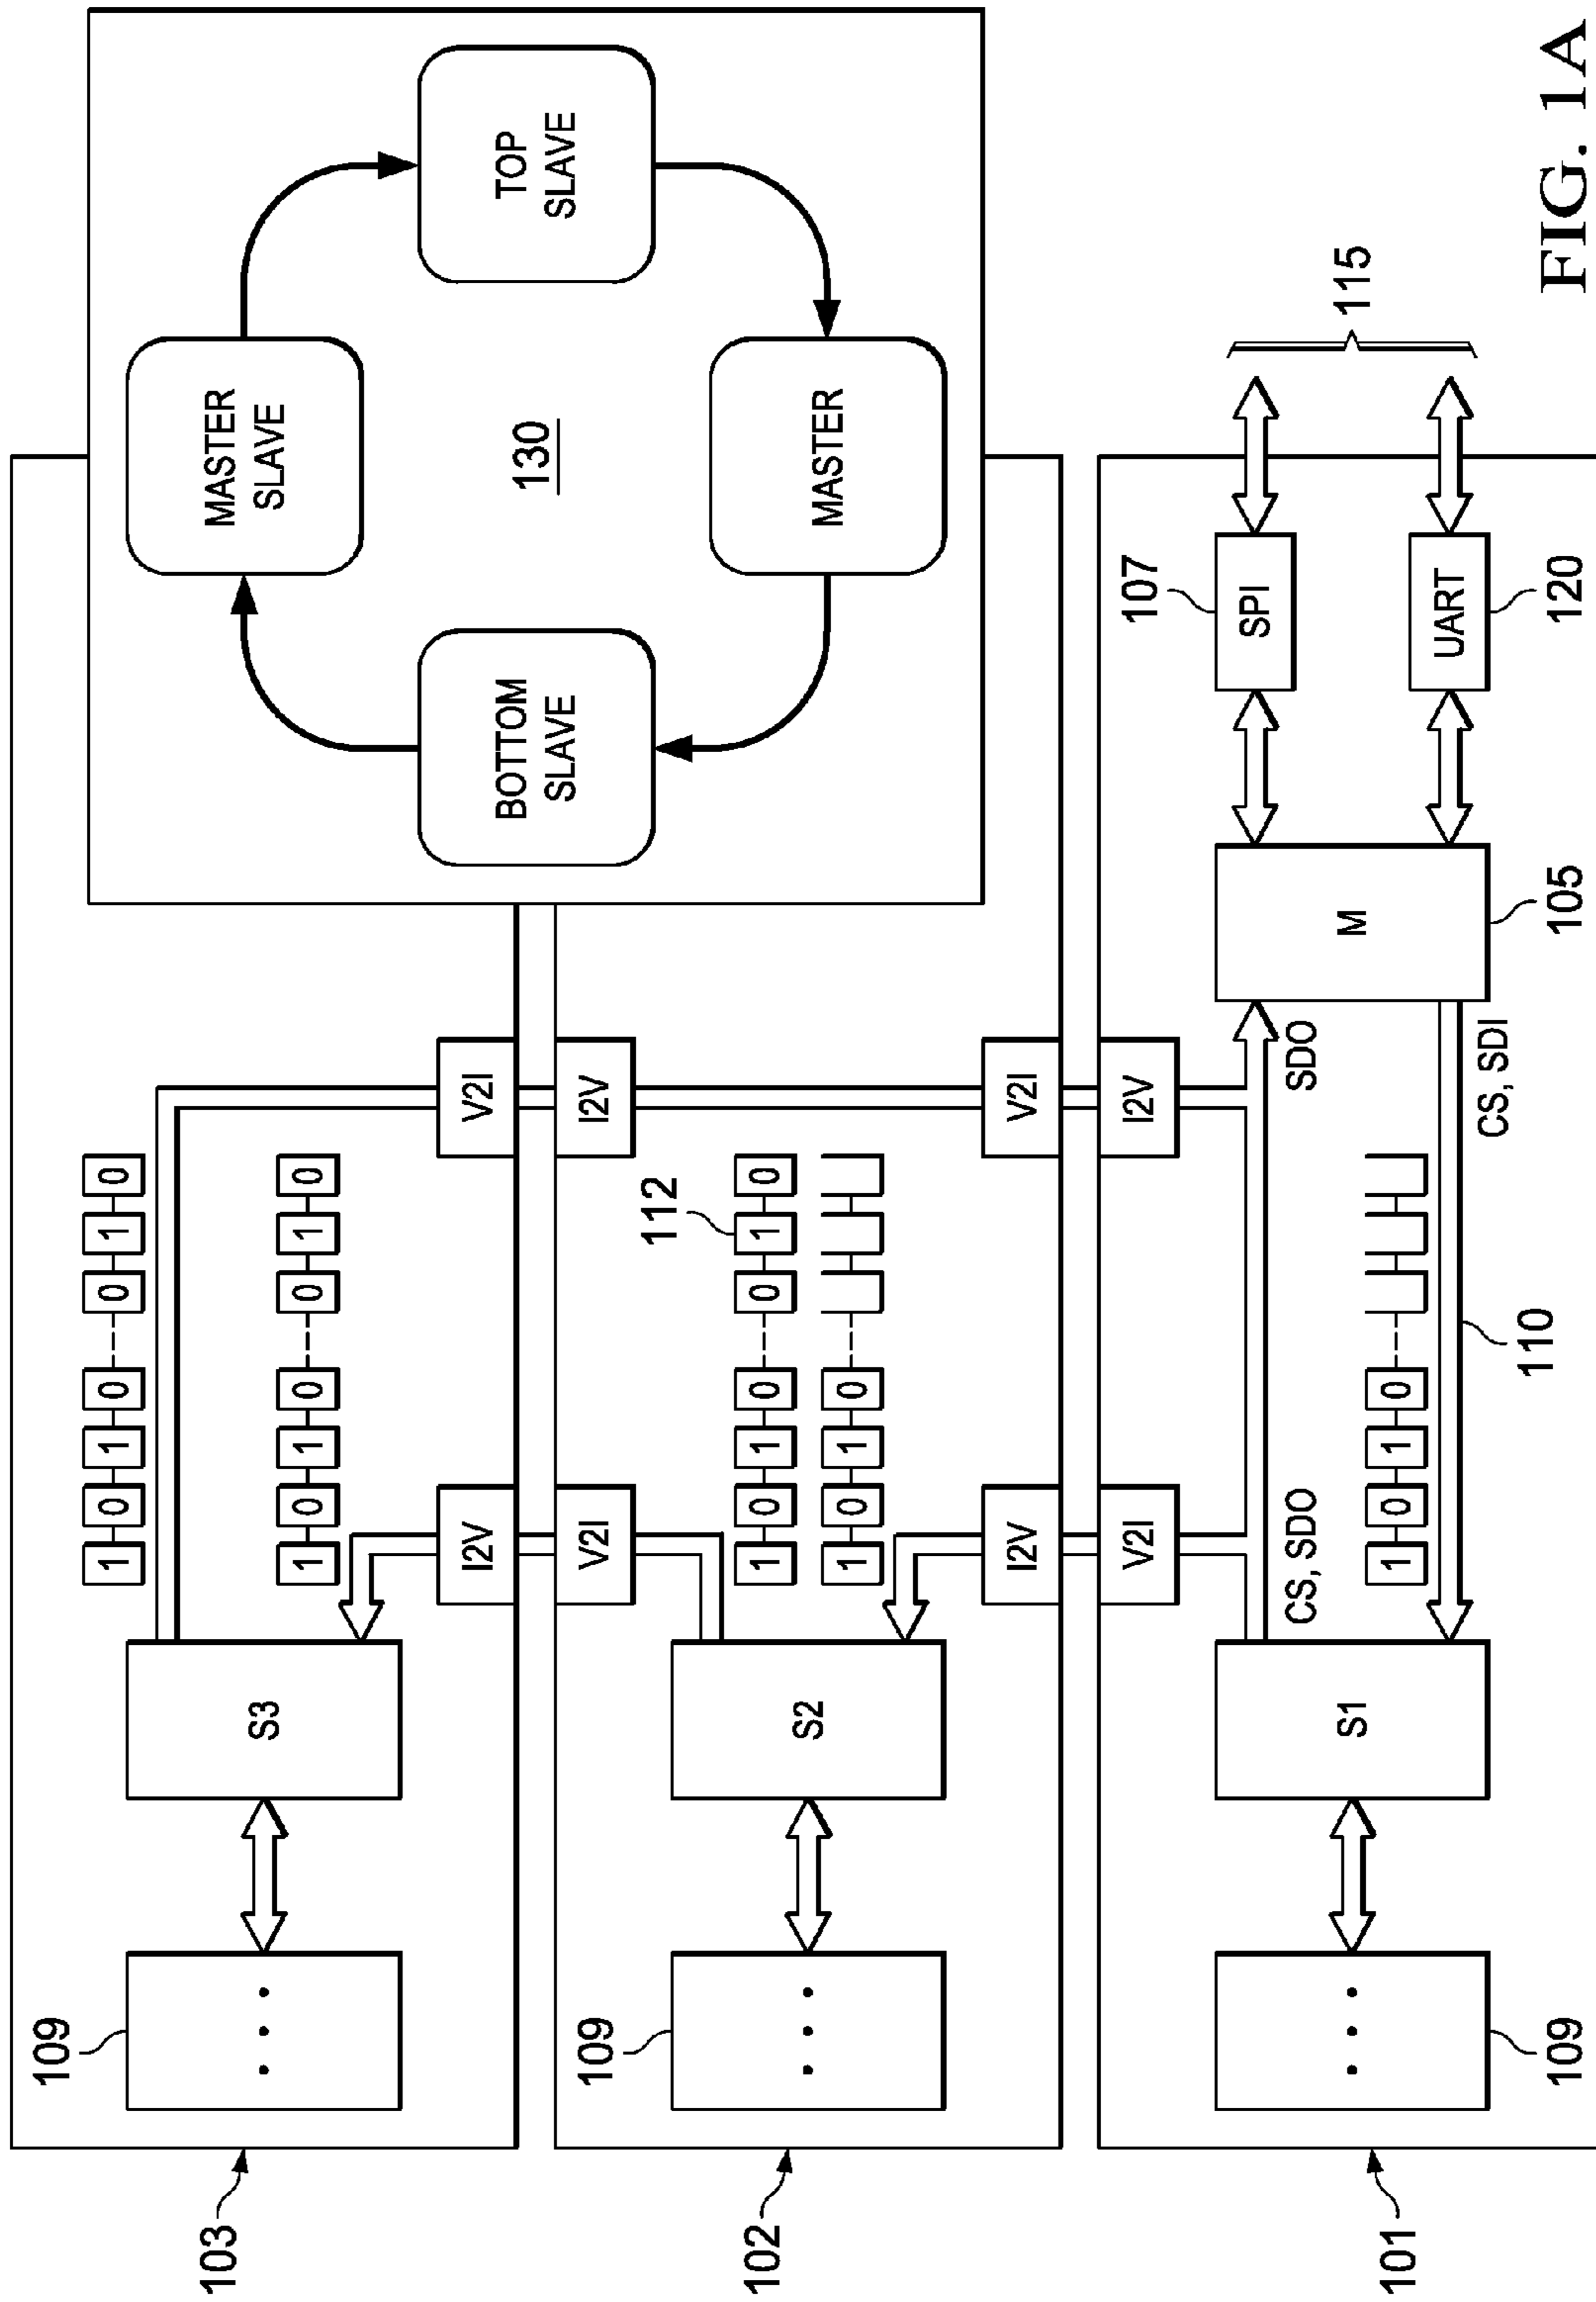 103
109
S3
1 0 1 0 0 1 0
1 0 1 0 0 1 0
I2V
V2I
MASTER
SLAVE
TOP
SLAVE
130
BOTTOM
SLAVE
MASTER
102
109
S2
V2I
I2V
112
1 0 1 0 0 1 0
1 0 1 0
I2V
V2I
101
109
S1
V2I
I2V
CS, SDO
SDO
1 0 1 0
110
CS, SDI
M
105
107
SPI
UART
120
115
FIG. 1A